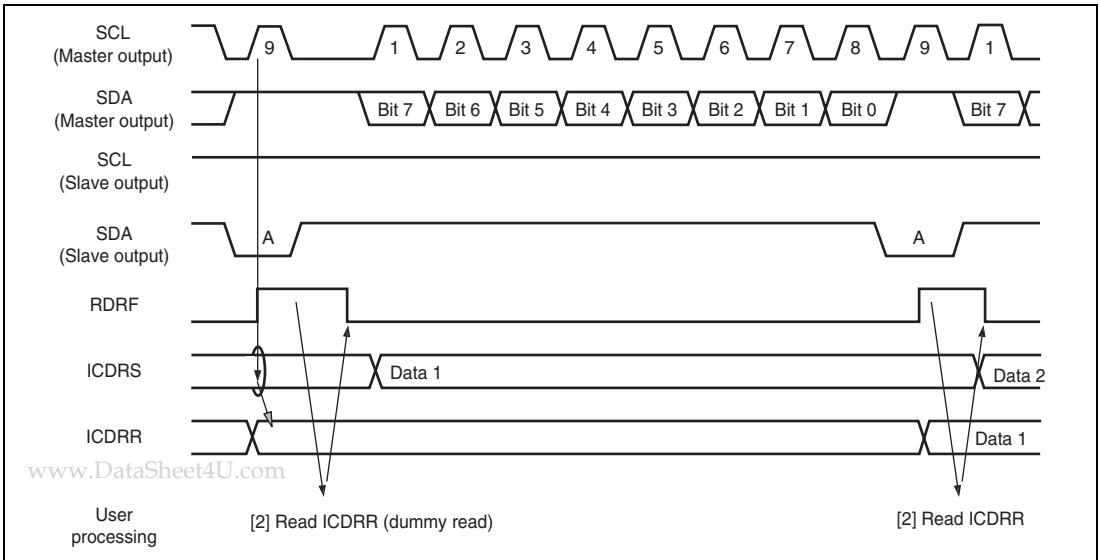 SCL
(Master output)
9 1 2 3 4 5 6 7 8 9 1
SDA
(Master output)
Bit 7 Bit 6 Bit 5 Bit 4 Bit 3 Bit 2 Bit 1 Bit 0 Bit 7
SCL
(Slave output)
SDA
(Slave output)
A A
RDRF
ICDRS
Data 1 Data 2
ICDRR
Data 1
www.DataSheet4U.com
User
processing
[2] Read ICDRR (dummy read) [2] Read ICDRR